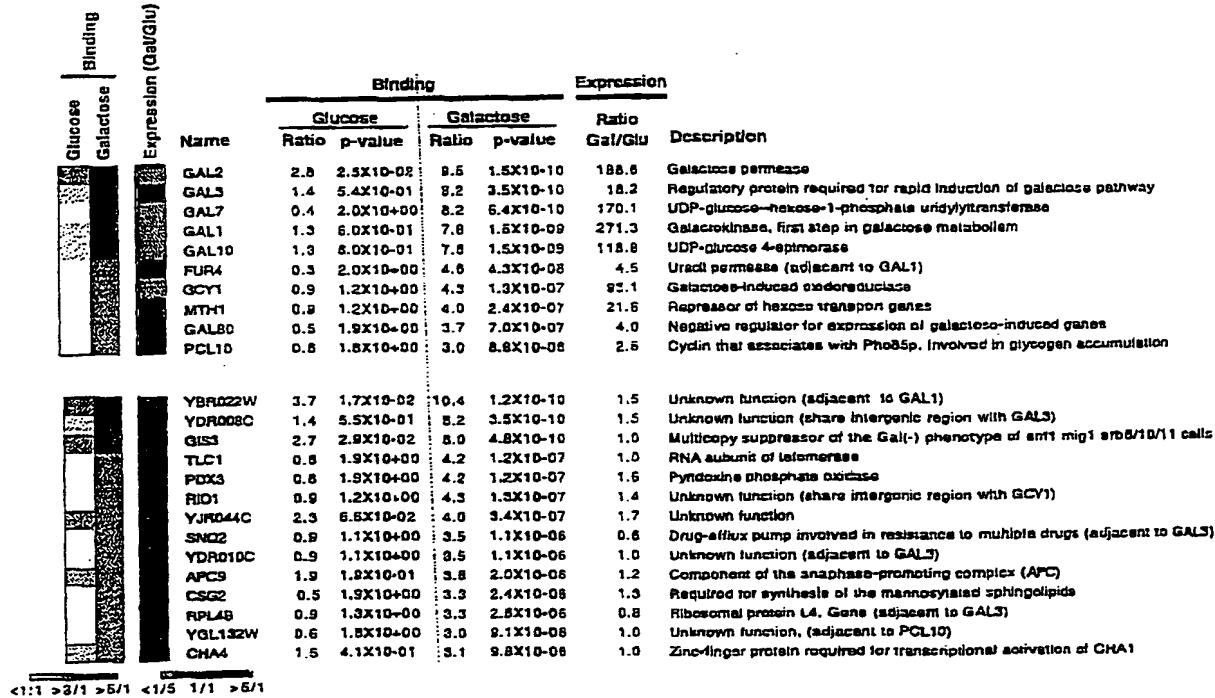 Binding
Expression (Gal/Glu)
Glucose
Galactose
Binding Expression
Glucose Galactose Ratio
Name Ratio p-value Ratio p-value Gal/Glu Description
GAL2 2.8 2.5X10-02 9.5 1.5X10-10 188.6 Galactose permease
GAL3 1.4 5.4X10-01 9.2 3.5X10-10 18.2 Regulatory protein required for rapid induction of galactose pathway
GAL7 0.4 2.0X10+00 8.2 6.4X10-10 170.1 UDP-glucose--hexose-1-phosphate uridylyltransferase
GAL1 1.3 6.0X10-01 7.8 1.5X10-09 271.3 Galactokinase, first step in galactose metabolism
GAL10 1.3 6.0X10-01 7.8 1.5X10-09 118.9 UDP-glucose 4-epimerase
FUR4 0.3 2.0X10+00 4.6 4.3X10-08 4.5 Uracil permease (adjacent to GAL1)
GCY1 0.9 1.2X10+00 4.3 1.3X10-07 Galactose-induced oxidoreductase
MTH1 0.9 1.2X10+00 4.0 2.4X10-07 21.6 Repressor of hexose transport genes
GAL80 0.5 1.9X10+00 3.7 7.0X10-07 4.0 Negative regulator for expression of galactose-induced genes
PCL10 1.8X10+00 3.0 2.5 Cyclin that associates with Pho85p. Involved in glycogen accumulation
YBR022W 3.7 1.7X10-02 10.4 1.2X10-10 1.5 Unknown function (adjacent to GAL1)
YDR008C 1.4 5.5X10-01 3.5X10-10 1.5 Unknown function (share intergenic region with GAL3)
GIS3 2.7 2.9X10-02 8.0 4.8X10-10 1.0 Multicopy suppressor of the Gal(-) phenotype of snf1 mig1 srb8/10/11 cells
TLC1 1.9X10+00 4.2 1.2X10-07 1.0 RNA subunit of telomerase
PDX3 1.9X10+00 4.2 1.2X10-07 1.6 Pyridoxine phosphate oxidase
RIO1 0.9 1.2X10+00 4.3 1.3X10-07 1.4 Unknown function (share intergenic region with GCY1)
YJR044C 2.3 6.6X10-02 4.0 3.4X10-07 1.7 Unknown function
SNQ2 0.9 1.1X10+00 3.5 1.1X10-06 0.6 Drug-efflux pump involved in resistance to multiple drugs (adjacent to GAL3)
YDR010C 0.9 1.1X10+00 3.5 1.1X10-06 1.0 Unknown function (adjacent to GAL3)
APC9 1.9 1.9X10-01 2.0X10-06 1.2 Component of the anaphase-promoting complex (APC)
CSG2 0.5 1.9X10+00 3.3 2.4X10-06 1.3 Required for synthesis of the mannosylated sphingolipids
RPL4B 0.9 1.3X10+00 3.3 0.8 Ribosomal protein L4, Gene (adjacent to GAL3)
YGL132W 0.6 1.8X10+00 3.0 9.1X10-06 1.0 Unknown function, (adjacent to PCL10)
CHA4 1.5 4.1X10-01 3.1 9.8X10-06 1.0 Zinc-finger protein required for transcriptional activation of CHA1
<1:1 >3/1 >5/1 <1/5 1/1 >5/1